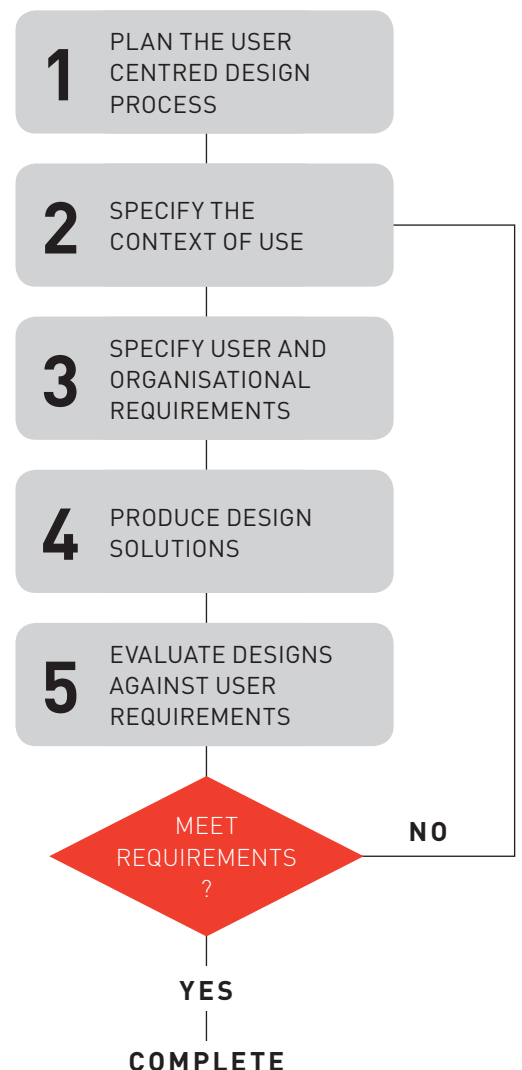 1
PLAN THE USER
CENTRED DESIGN
PROCESS
2
SPECIFY THE
CONTEXT OF USE
3
SPECIFY USER AND
ORGANISATIONAL
REQUIREMENTS
4
PRODUCE DESIGN
SOLUTIONS
5
EVALUATE DESIGNS
AGAINST USER
REQUIREMENTS
MEET
REQUIREMENTS
?
NO
YES
COMPLETE